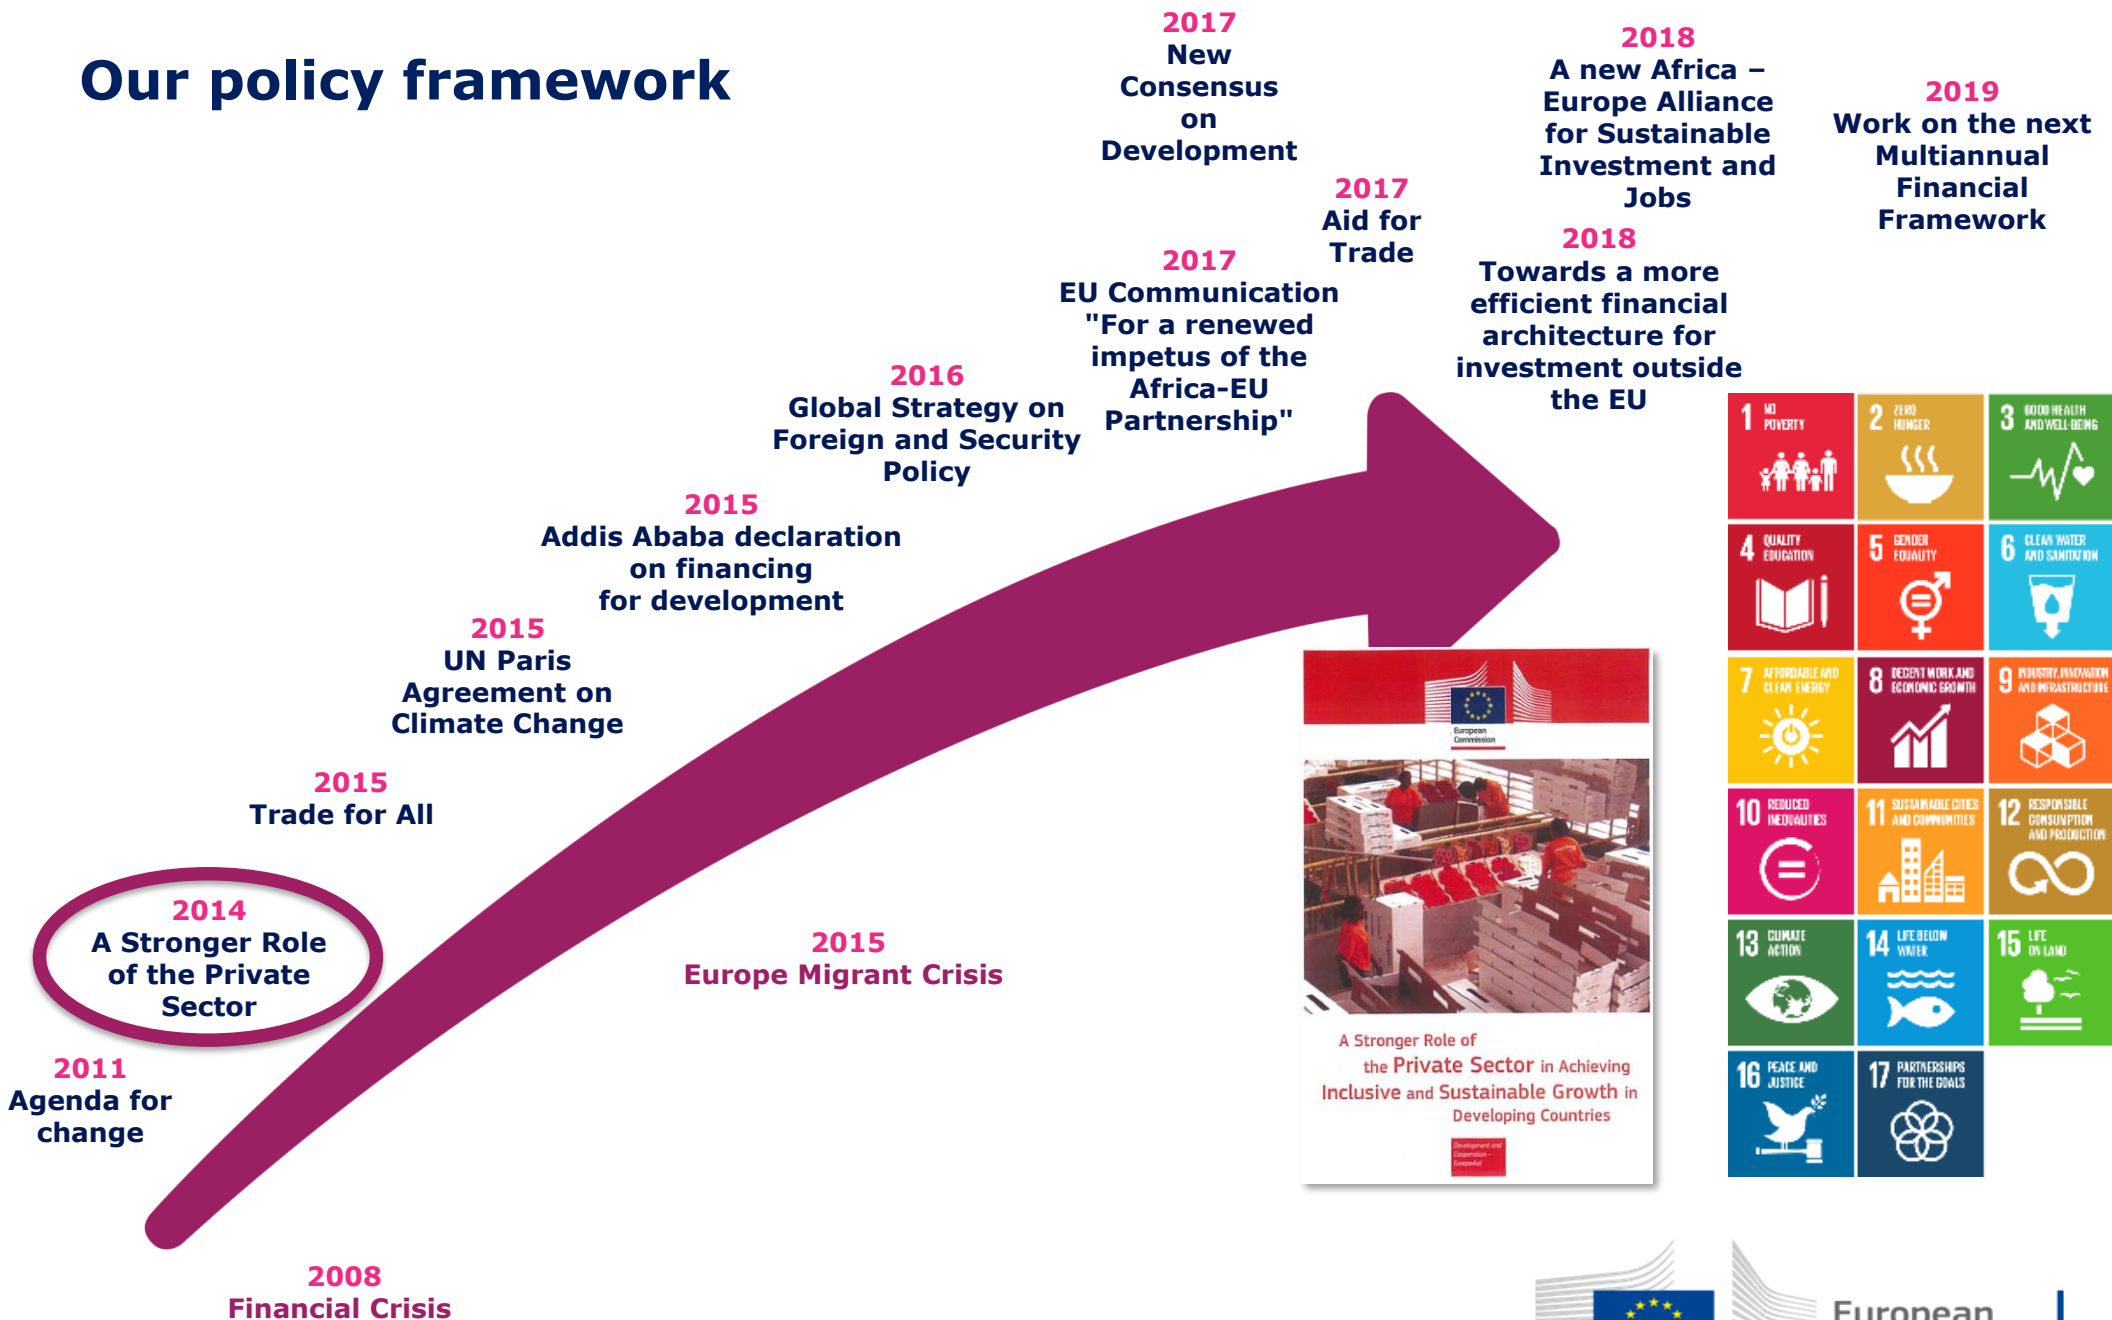 Our policy framework
2017
New
Consensus
on
Development
2018
A new Africa –
Europe Alliance
for Sustainable
Investment and
Jobs
2019
Work on the next
Multiannual
Financial
Framework
2017
Aid for
Trade
2018
Towards a more
efficient financial
architecture for
investment outside
the EU
2017
EU Communication
"For a renewed
impetus of the
Africa-EU
Partnership"
2016
Global Strategy on
Foreign and Security
Policy
2015
Addis Ababa declaration
on financing
for development
2015
UN Paris
Agreement on
Climate Change
2015
Trade for All
2014
A Stronger Role
of the Private
Sector
2011
Agenda for
change
2015
Europe Migrant Crisis
2008
Financial Crisis
European
Commission
A Stronger Role of
the Private Sector in Achieving
Inclusive and Sustainable Growth in
Developing Countries
Development and
Cooperation –
EuropeAid
1 NO
POVERTY
2 ZERO
HUNGER
3 GOOD HEALTH
AND WELL-BEING
4 QUALITY
EDUCATION
5 GENDER
EQUALITY
6 CLEAN WATER
AND SANITATION
7 AFFORDABLE AND
CLEAN ENERGY
8 DECENT WORK AND
ECONOMIC GROWTH
9 INDUSTRY, INNOVATION
AND INFRASTRUCTURE
10 REDUCED
INEQUALITIES
11 SUSTAINABLE CITIES
AND COMMUNITIES
12 RESPONSIBLE
CONSUMPTION
AND PRODUCTION
13 CLIMATE
ACTION
14 LIFE BELOW
WATER
15 LIFE
ON LAND
16 PEACE AND
JUSTICE
17 PARTNERSHIPS
FOR THE GOALS
European